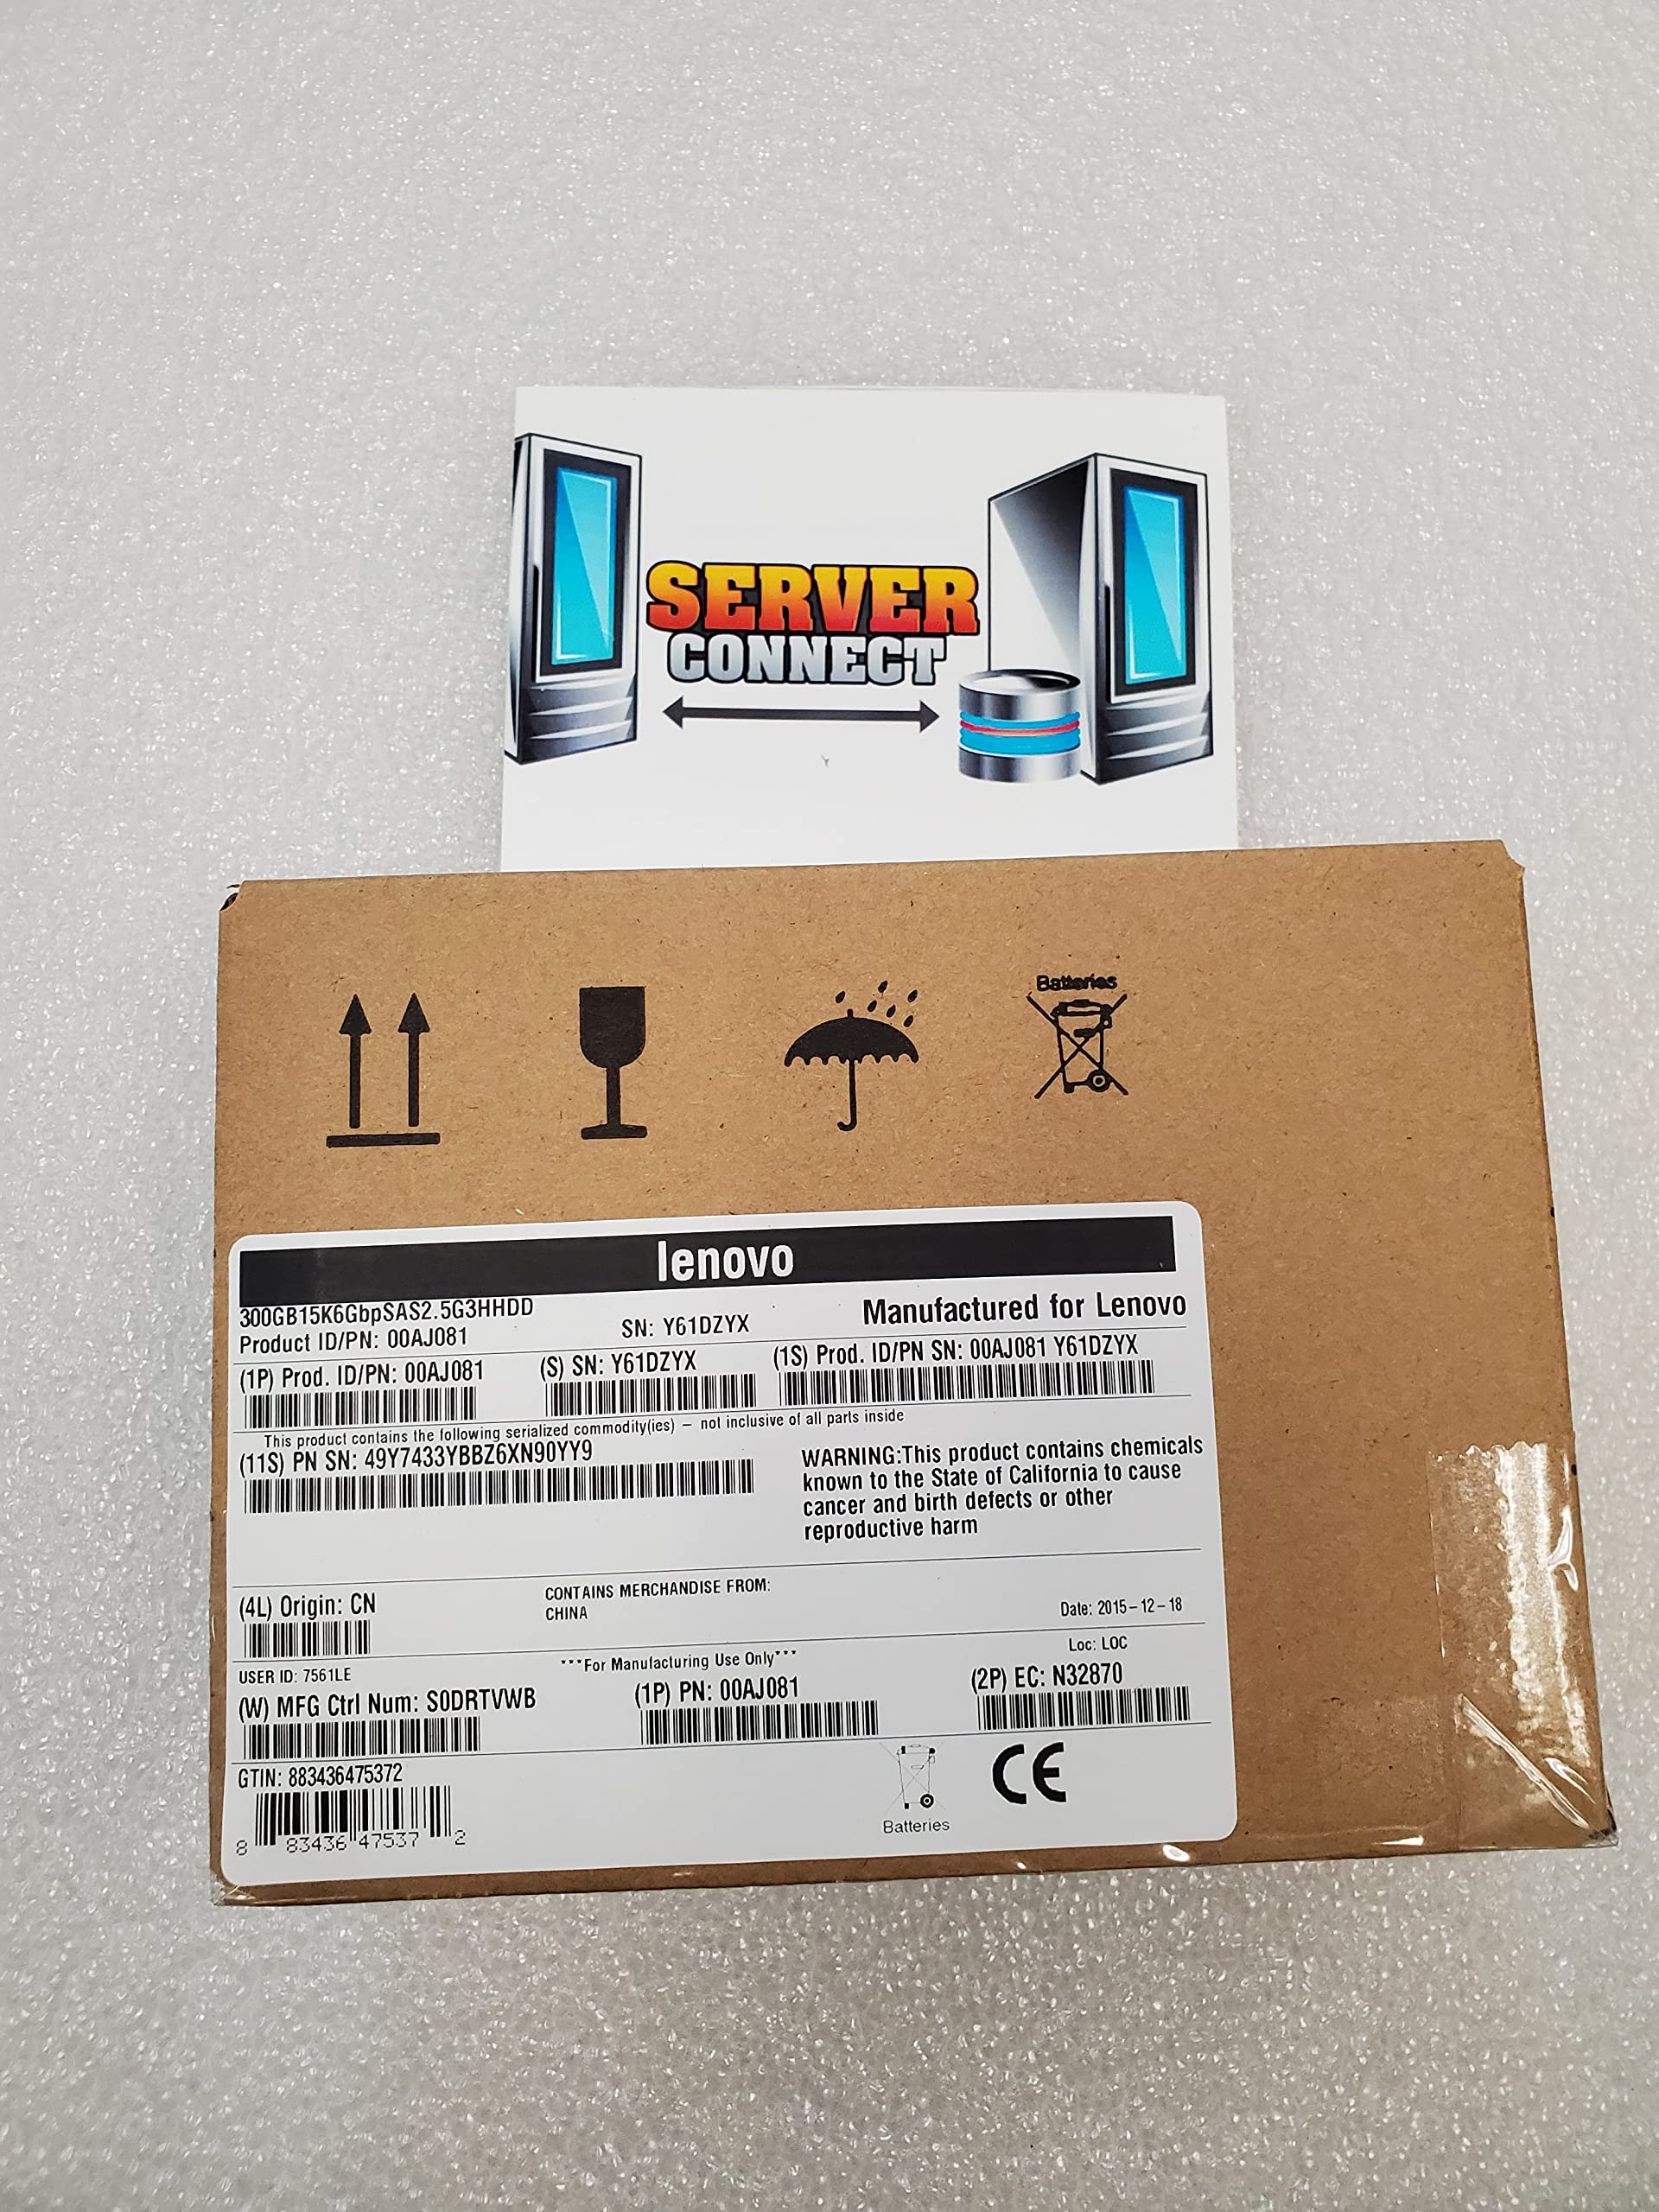 SERVER
CONNECT
Batteries
lenovo
300GB15K6GbpSAS2.5G3HHDD
Product ID/PN: 00AJ081
SN: Y61DZYX
Manufactured for Lenovo
(1P) Prod. ID/PN: 00AJ081
(S) SN: Y61DZYX
(1S) Prod. ID/PN SN: 00AJ081 Y61DZYX
This product contains the following serialized commodity(ies) – not inclusive of all parts inside
(11S) PN SN: 49Y7433YBBZ6XN90YY9
WARNING:This product contains chemicals
known to the State of California to cause
cancer and birth defects or other
reproductive harm
(4L) Origin: CN
CONTAINS MERCHANDISE FROM:
CHINA
Date: 2015-12-18
Loc: LOC
USER ID: 7561LE
***For Manufacturing Use Only***
(W) MFG Ctrl Num: S0DRTVWB
(1P) PN: 00AJ081
(2P) EC: N32870
GTIN: 883436475372
8 83436 47537 2
Batteries
CE